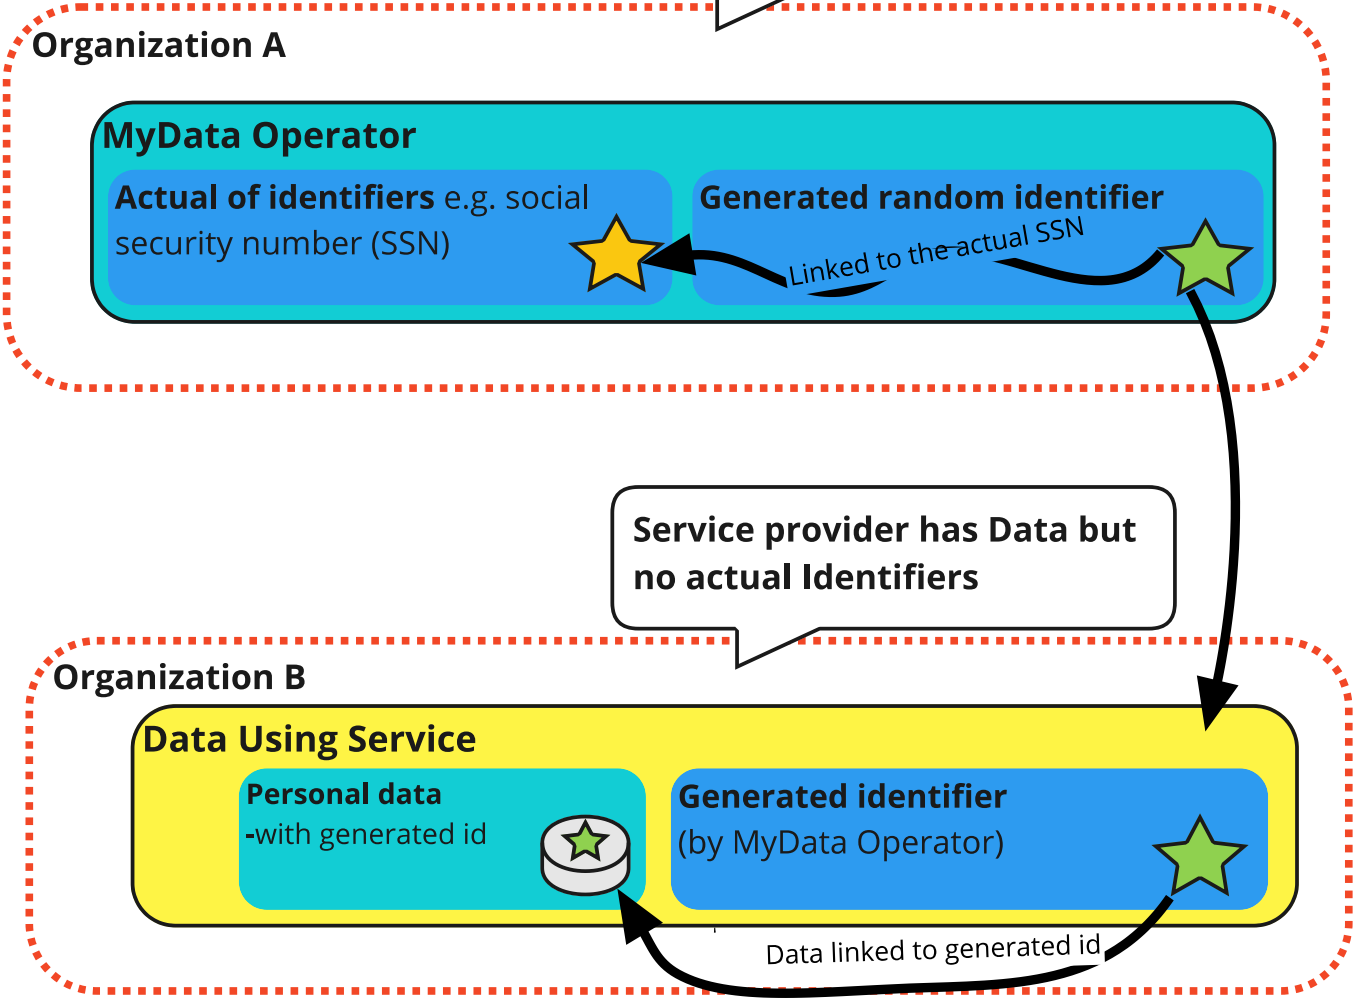 Organization A
MyData Operator
Actual of identifiers e.g. social
security number (SSN)
Generated random identifier
Linked to the actual SSN
Service provider has Data but
no actual Identifiers
Organization B
Data Using Service
Personal data
-with generated id
Generated identifier
(by MyData Operator)
Data linked to generated id